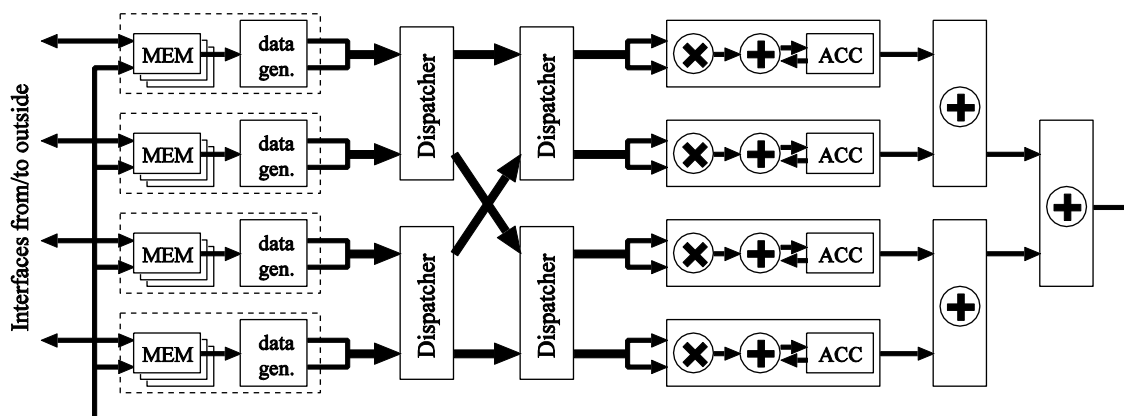 Interfaces from/to outside
MEM
data
gen.
MEM
data
gen.
MEM
data
gen.
MEM
data
gen.
Dispatcher
Dispatcher
Dispatcher
Dispatcher
ACC
ACC
ACC
ACC